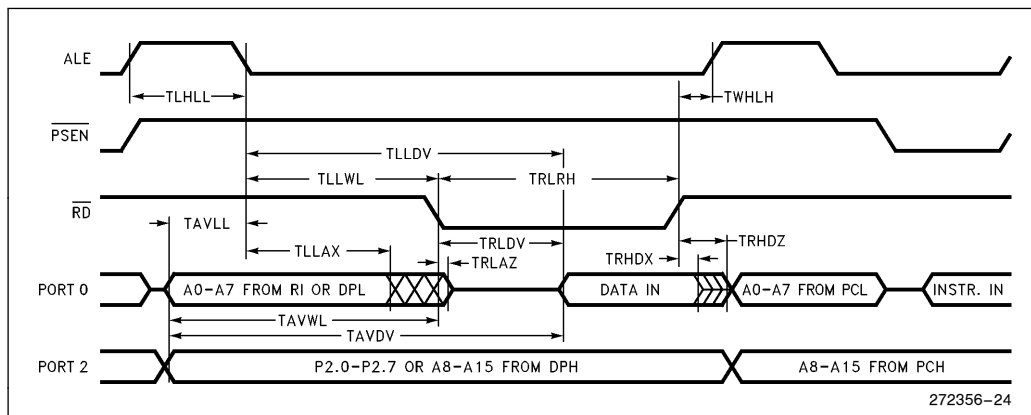 ALE
TLHLL
TWHLH
PSEN
TLLDV
TLLWL
TRLRH
RD
TAVLL
TLLAX
TRLDV
TRLAZ
TRHDX
TRHDZ
PORT 0
A0-A7 FROM RI OR DPL
DATA IN
A0-A7 FROM PCL
INSTR. IN
TAVWL
TAVDV
PORT 2
P2.0-P2.7 OR A8-A15 FROM DPH
A8-A15 FROM PCH
272356-24